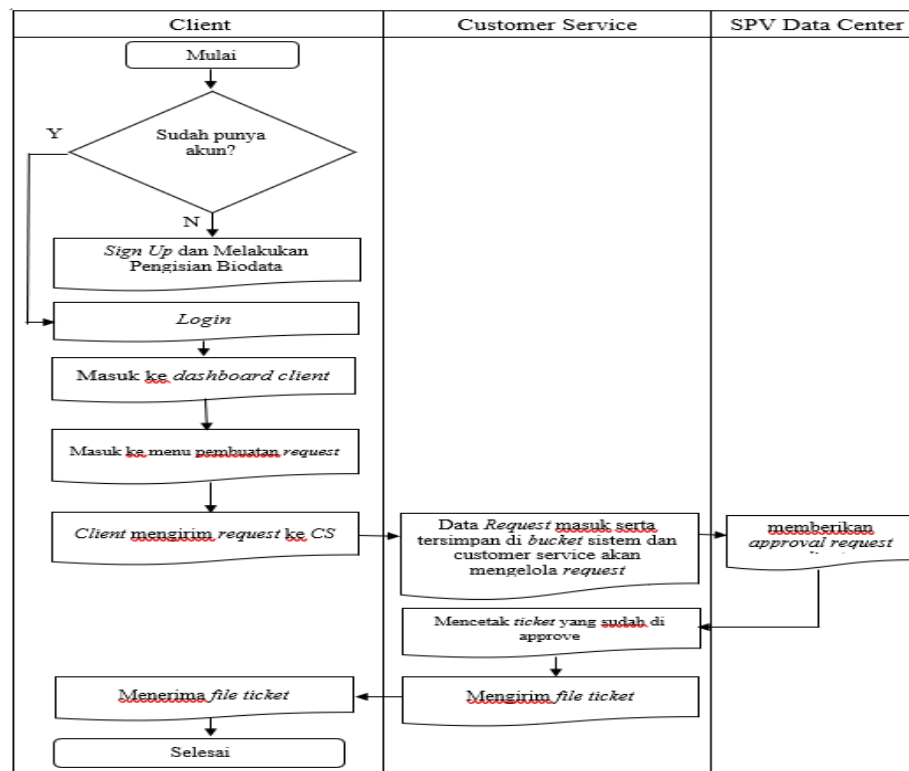 Client
Customer Service
SPV Data Center
Mulai
Sudah punya
akun?
Y
N
Sign Up dan Melakukan
Pengisian Biodata
Login
Masuk ke dashboard client
Masuk ke menu pembuatan request
Client mengirim request ke CS
Data Request masuk serta
tersimpan di bucket sistem dan
customer service akan
mengelola request
memberikan
approval request
Mencetak ticket yang sudah di
approve
Mengirim file ticket
Menerima file ticket
Selesai